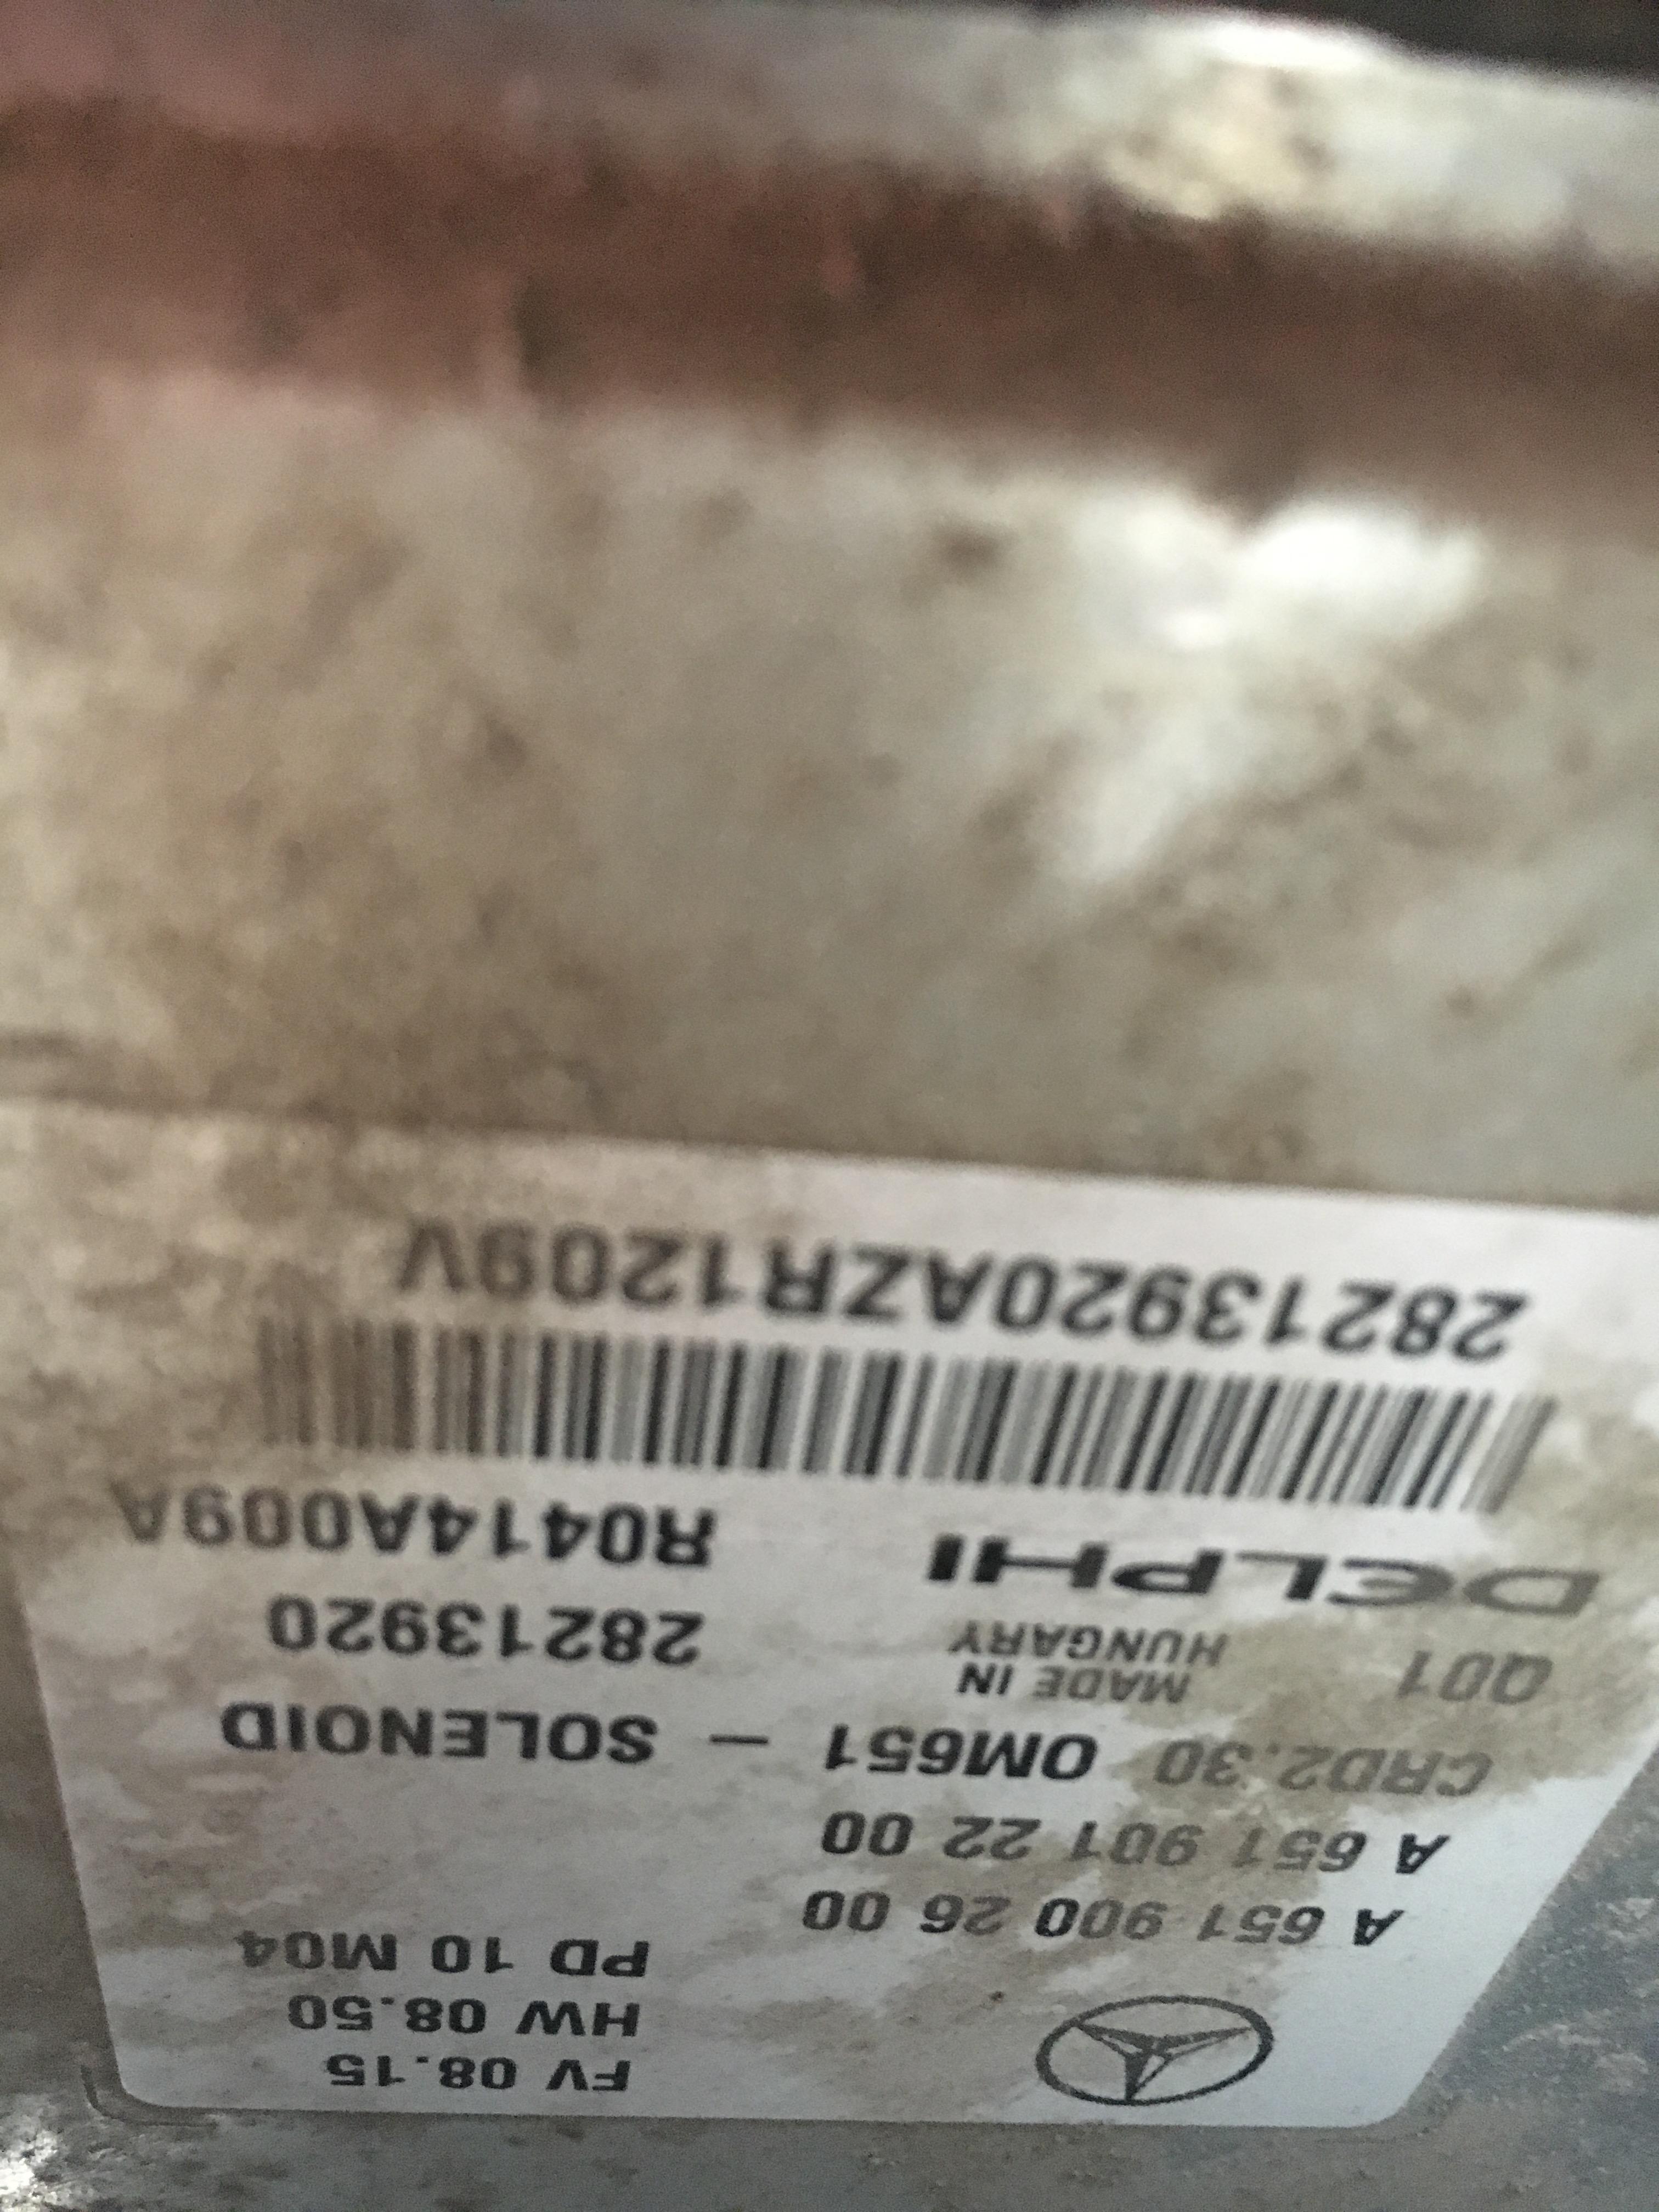 FV 08.15
HW 08.50
A 651 900 26 00 PD 10 M04
A 651 901 22 00
CRD2.30 OM651 – SOLENOID
Q01 MADE IN HUNGARY 28213920
DELPHI R0414A009A
28213920AZR1209V